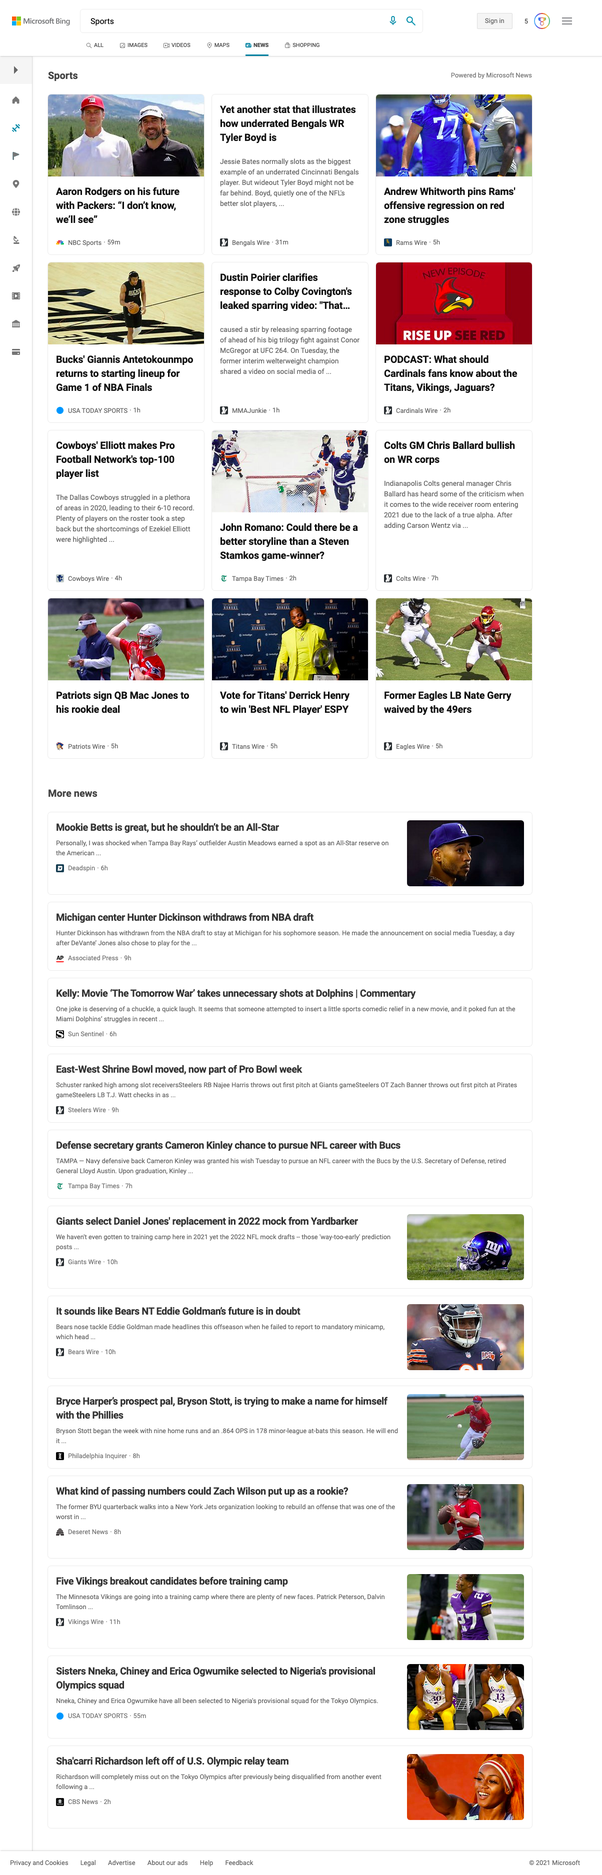 Microsoft Bing
Sports
Sign in
5
ALL
IMAGES
VIDEOS
MAPS
NEWS
SHOPPING
Sports
Powered by Microsoft News
Aaron Rodgers on his future
with Packers: “I don’t know,
we’ll see”
NBC Sports · 59m
Yet another stat that illustrates
how underrated Bengals WR
Tyler Boyd is
Jessie Bates normally slots as the biggest
example of an underrated Cincinnati Bengals
player. But wideout Tyler Boyd might not be
far behind. Boyd, quietly one of the NFL's
better slot players, ...
Bengals Wire · 31m
77
Andrew Whitworth pins Rams'
offensive regression on red
zone struggles
Rams Wire · 5h
Bucks' Giannis Antetokounmpo
returns to starting lineup for
Game 1 of NBA Finals
USA TODAY SPORTS · 1h
Dustin Poirier clarifies
response to Colby Covington's
leaked sparring video: "That...
caused a stir by releasing sparring footage
of ahead of his big trilogy fight against Conor
McGregor at UFC 264. On Tuesday, the
former interim welterweight champion
shared a video on social media of ...
MMAJunkie · 1h
NEW EPISODE
RISE UP SEE RED
PODCAST: What should
Cardinals fans know about the
Titans, Vikings, Jaguars?
Cardinals Wire · 2h
Cowboys' Elliott makes Pro
Football Network's top-100
player list
The Dallas Cowboys struggled in a plethora
of areas in 2020, leading to their 6-10 record.
Plenty of players on the roster took a step
back but the shortcomings of Ezekiel Elliott
were highlighted ...
Cowboys Wire · 4h
John Romano: Could there be a
better storyline than a Steven
Stamkos game-winner?
Tampa Bay Times · 2h
Colts GM Chris Ballard bullish
on WR corps
Indianapolis Colts general manager Chris
Ballard has heard some of the criticism when
it comes to the wide receiver room entering
2021 due to the lack of a true alpha. After
adding Carson Wentz via ...
Colts Wire · 7h
Patriots sign QB Mac Jones to
his rookie deal
Patriots Wire · 5h
Vote for Titans' Derrick Henry
to win 'Best NFL Player' ESPY
Titans Wire · 5h
47
Former Eagles LB Nate Gerry
waived by the 49ers
Eagles Wire · 5h
More news
Mookie Betts is great, but he shouldn’t be an All-Star
Personally, I was shocked when Tampa Bay Rays’ outfielder Austin Meadows earned a spot as an All-Star reserve on
the American ...
Deadspin · 6h
Michigan center Hunter Dickinson withdraws from NBA draft
Hunter Dickinson has withdrawn from the NBA draft to stay at Michigan for his sophomore season. He made the announcement on social media Tuesday, a day
after DeVante’ Jones also chose to play for the ...
AP Associated Press · 9h
Kelly: Movie ‘The Tomorrow War’ takes unnecessary shots at Dolphins | Commentary
One joke is deserving of a chuckle, a quick laugh. It seems that someone attempted to insert a little sports comedic relief in a new movie, and it poked fun at the
Miami Dolphins’ struggles in recent ...
Sun Sentinel · 6h
East-West Shrine Bowl moved, now part of Pro Bowl week
Schuster ranked high among slot receiversSteelers RB Najee Harris throws out first pitch at Giants gameSteelers OT Zach Banner throws out first pitch at Pirates
gameSteelers LB T.J. Watt checks in as ...
Steelers Wire · 9h
Defense secretary grants Cameron Kinley chance to pursue NFL career with Bucs
TAMPA — Navy defensive back Cameron Kinley was granted his wish Tuesday to pursue an NFL career with the Bucs by the U.S. Secretary of Defense, retired
General Lloyd Austin. Upon graduation, Kinley ...
Tampa Bay Times · 7h
Giants select Daniel Jones' replacement in 2022 mock from Yardbarker
We haven't even gotten to training camp here in 2021 yet the 2022 NFL mock drafts -- those 'way-too-early' prediction
posts ...
Giants Wire · 10h
It sounds like Bears NT Eddie Goldman's future is in doubt
Bears nose tackle Eddie Goldman made headlines this offseason when he failed to report to mandatory minicamp,
which head ...
Bears Wire · 10h
Bryce Harper’s prospect pal, Bryson Stott, is trying to make a name for himself
with the Phillies
Bryson Stott began the week with nine home runs and an .864 OPS in 178 minor-league at-bats this season. He will end
it ...
Philadelphia Inquirer · 8h
What kind of passing numbers could Zach Wilson put up as a rookie?
The former BYU quarterback walks into a New York Jets organization looking to rebuild an offense that was one of the
worst in ...
Deseret News · 8h
Five Vikings breakout candidates before training camp
The Minnesota Vikings are going into a training camp where there are plenty of new faces. Patrick Peterson, Dalvin
Tomlinson ...
Vikings Wire · 11h
27
Sisters Nneka, Chiney and Erica Ogwumike selected to Nigeria's provisional
Olympics squad
Nneka, Chiney and Erica Ogwumike have all been selected to Nigeria's provisional squad for the Tokyo Olympics.
USA TODAY SPORTS · 55m
30
13
Sha'carri Richardson left off of U.S. Olympic relay team
Richardson will completely miss out on the Tokyo Olympics after previously being disqualified from another event
following a ...
CBS News · 2h
Privacy and Cookies
Legal
Advertise
About our ads
Help
Feedback
© 2021 Microsoft